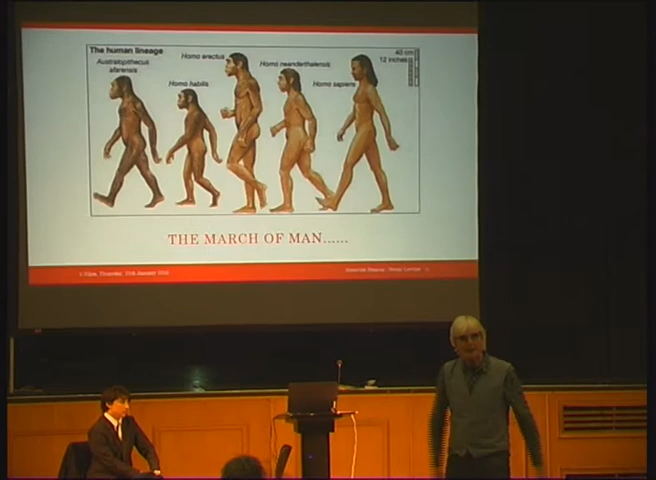 The human lineage
40 cm
12 inches
Australopithecus
afarensis
Homo habilis
Homo erectus
Homo neanderthalensis
Homo sapiens
THE MARCH OF MAN......
January